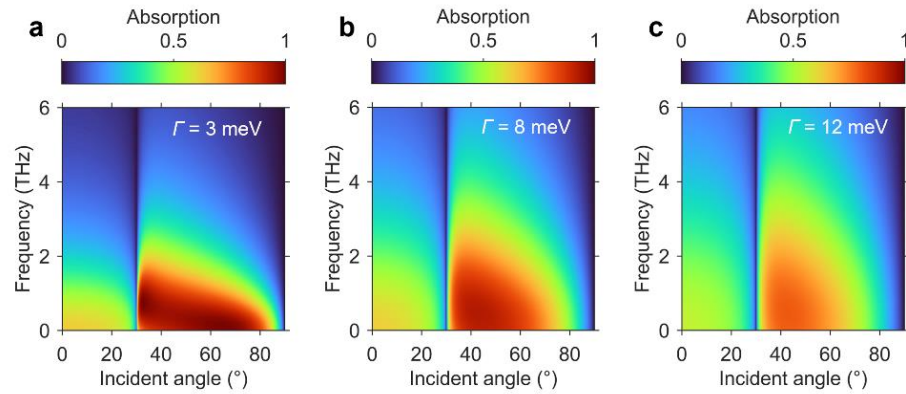 a
Absorption
0 0.5 1
Γ = 3 meV
Frequency (THz)
6
4
2
0
0 20 40 60 80
Incident angle (°)
b
Absorption
0 0.5 1
Γ = 8 meV
Frequency (THz)
6
4
2
0
0 20 40 60 80
Incident angle (°)
c
Absorption
0 0.5 1
Γ = 12 meV
Frequency (THz)
6
4
2
0
0 20 40 60 80
Incident angle (°)